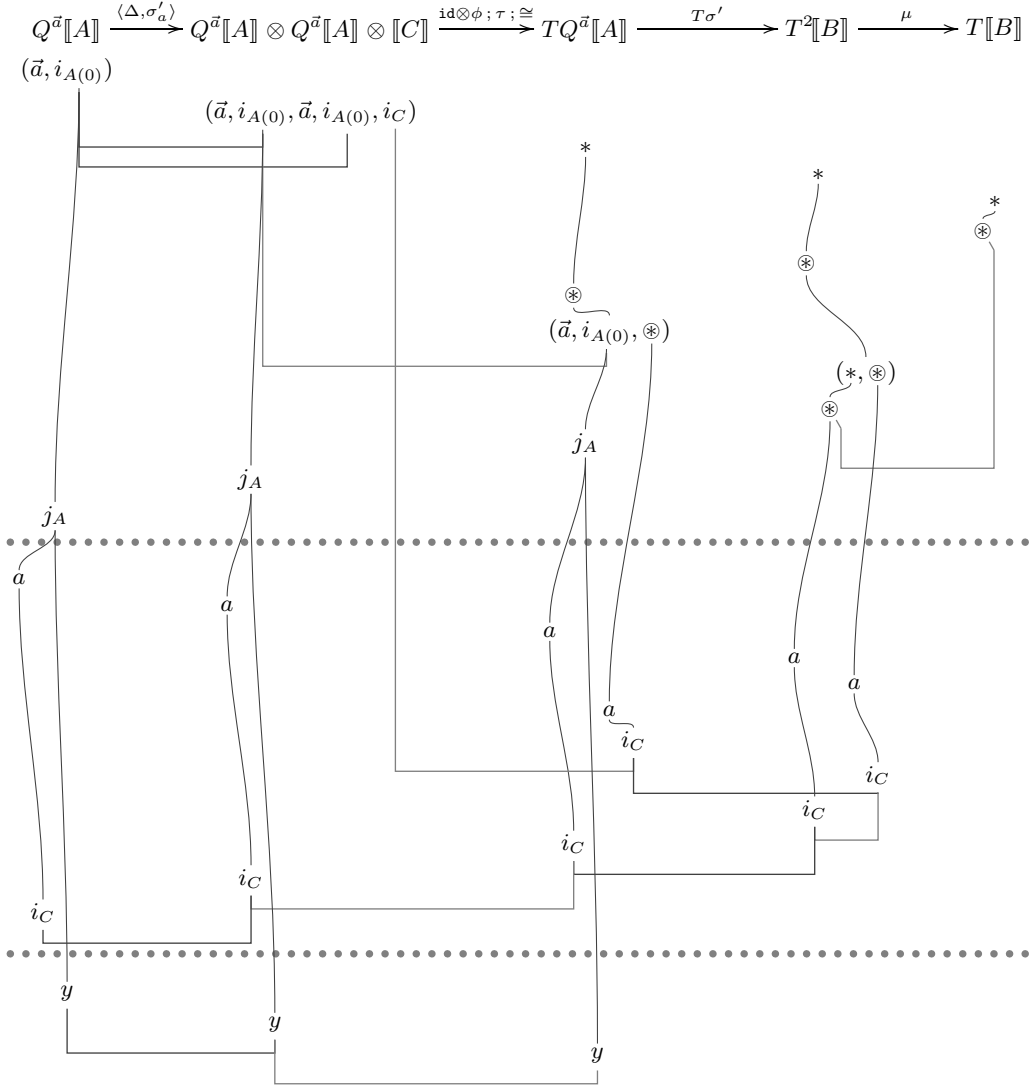 Q^{\vec{a}}⟦A⟧ ⟨Δ,σ′_a⟩ Q^{\vec{a}}⟦A⟧ ⊗ Q^{\vec{a}}⟦A⟧ ⊗ ⟦C⟧ id⊗ϕ ; τ ; ≅ TQ^{\vec{a}}⟦A⟧ Tσ′ T²⟦B⟧ μ T⟦B⟧
(\vec{a}, i_{A(0)})
(\vec{a}, i_{A(0)}, \vec{a}, i_{A(0)}, i_C)
*
*
*
⊛
⊛
⊛
(\vec{a}, i_{A(0)}, ⊛)
(*, ⊛)
⊛
j_A
j_A
j_A
a
a
a
a
a
a
i_C
i_C
i_C
i_C
i_C
i_C
y
y
y